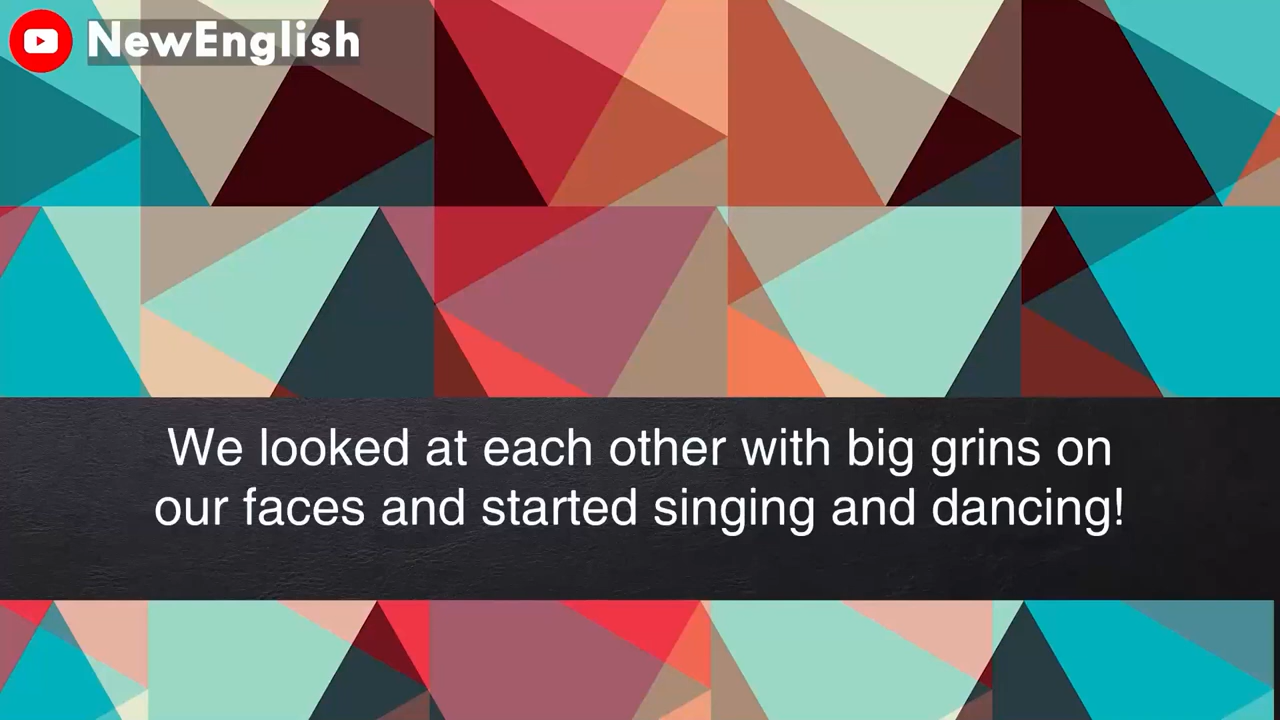 NewEnglish
We looked at each other with big grins on
our faces and started singing and dancing!